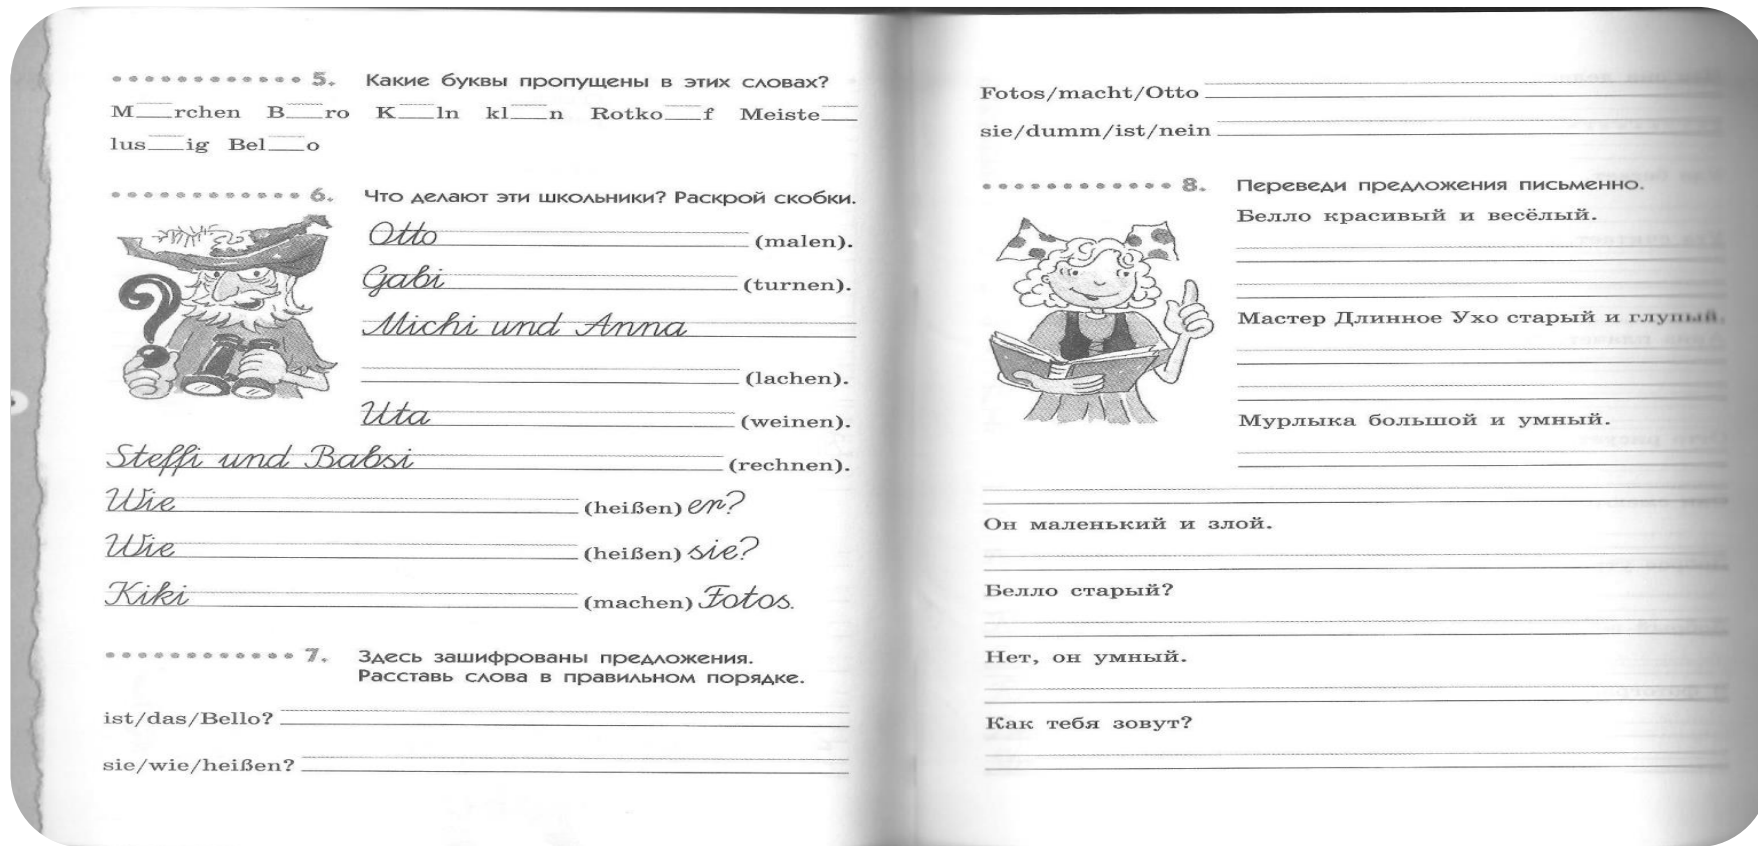 5. Какие буквы пропущены в этих словах?
M__rchen B__ro K__ln kl__n Rotko__f Meiste__
lus__ig Bel__o
6. Что делают эти школьники? Раскрой скобки.
Otto (malen).
Gabi (turnen).
Michi und Anna
(lachen).
Uta (weinen).
Steffi und Babsi (rechnen).
Wie (heißen) er?
Wie (heißen) sie?
Kiki (machen) Fotos.
7. Здесь зашифрованы предложения.
Расставь слова в правильном порядке.
ist/das/Bello?
sie/wie/heißen?
Fotos/macht/Otto
sie/dumm/ist/nein
8. Переведи предложения письменно.
Белло красивый и весёлый.
Мастер Длинное Ухо старый и глупый.
Мурлыка большой и умный.
Он маленький и злой.
Белло старый?
Нет, он умный.
Как тебя зовут?